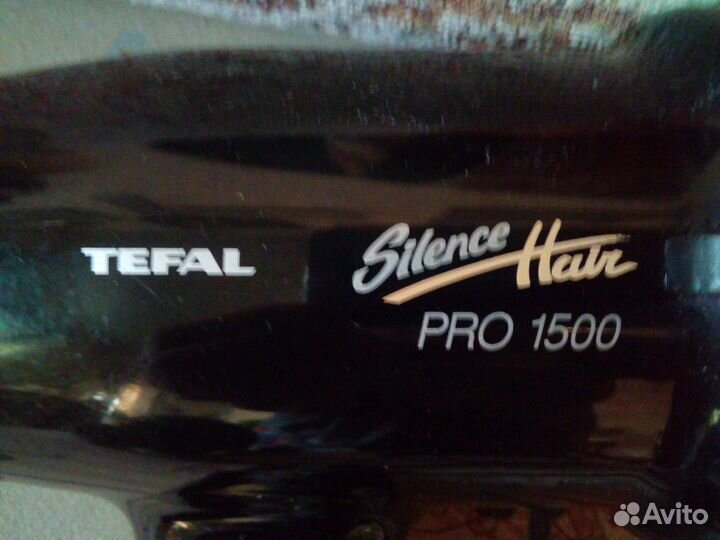 TEFAL
Silence Hair
PRO 1500
Avito